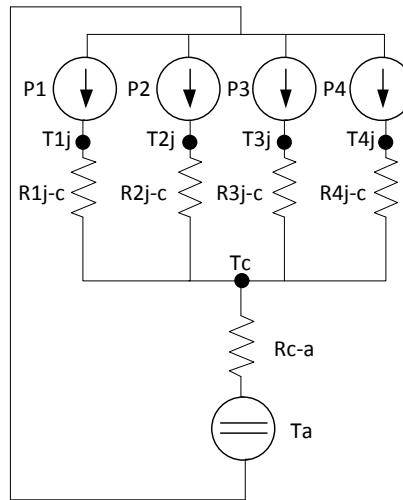 P1 P2 P3 P4
T1j T2j T3j T4j
R1j-c R2j-c R3j-c R4j-c
Tc
Rc-a
Ta